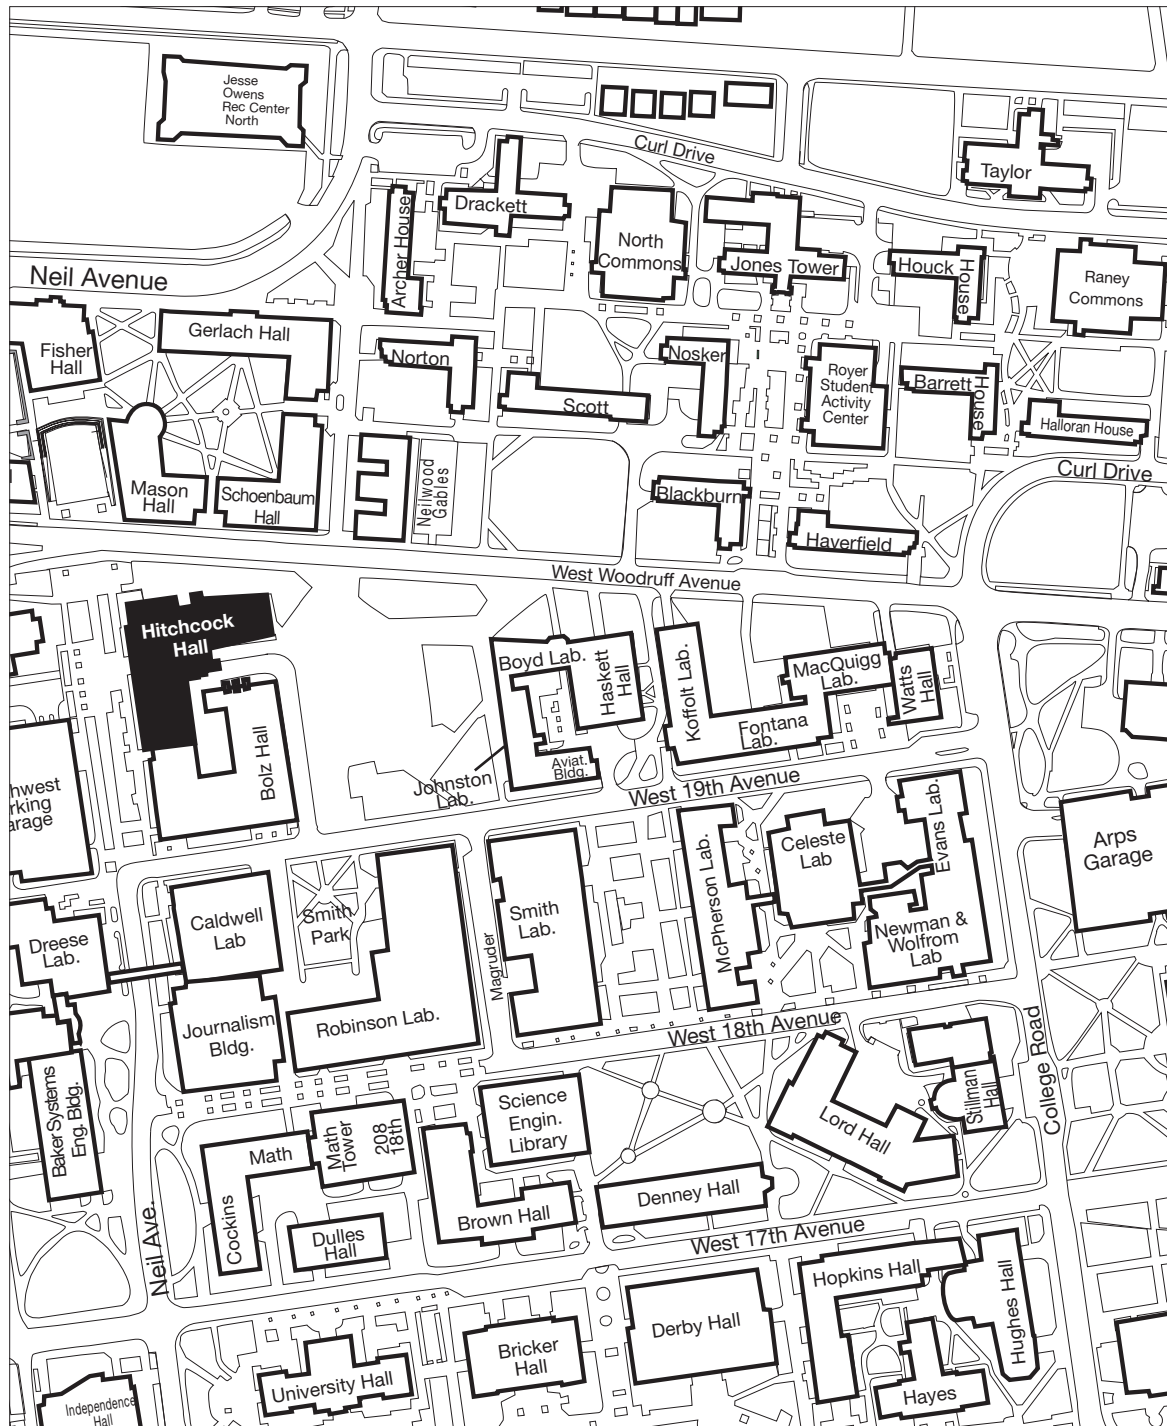 Jesse
Owens
Rec Center
North
Curl Drive
Taylor
Drackett
Archer House
North
Commons
Jones Tower
Houck
House
Raney
Commons
Neil Avenue
Gerlach Hall
Fisher
Hall
Norton
Nosker
Scott
Royer
Student
Activity
Center
Barrett
House
Halloran House
Curl Drive
Mason
Hall
Schoenbaum
Hall
Neilwood
Gables
Blackburn
Haverfield
West Woodruff Avenue
Hitchcock
Hall
Boyd Lab.
Haskett
Hall
Koffolt Lab.
MacQuigg
Lab.
Watts
Hall
Fontana
Lab.
Bolz Hall
Aviat.
Bldg.
Johnston
Lab.
West 19th Avenue
hwest
rking
arage
McPherson Lab.
Celeste
Lab
Evans Lab.
Arps
Garage
Caldwell
Lab
Smith
Park
Smith
Lab.
Dreese
Lab.
Newman &
Wolfrom
Lab
Magruder
Journalism
Bldg.
Robinson Lab.
West 18th Avenue
College Road
Baker Systems
Eng. Bldg.
Science
Engin.
Library
Stillman
Hall
Lord Hall
Math
Math
Tower
208
18th
Cockins
Denney Hall
Brown Hall
Dulles
Hall
Neil Ave.
West 17th Avenue
Hopkins Hall
Hughes Hall
Derby Hall
Bricker
Hall
University Hall
Hayes
Independence
Hall